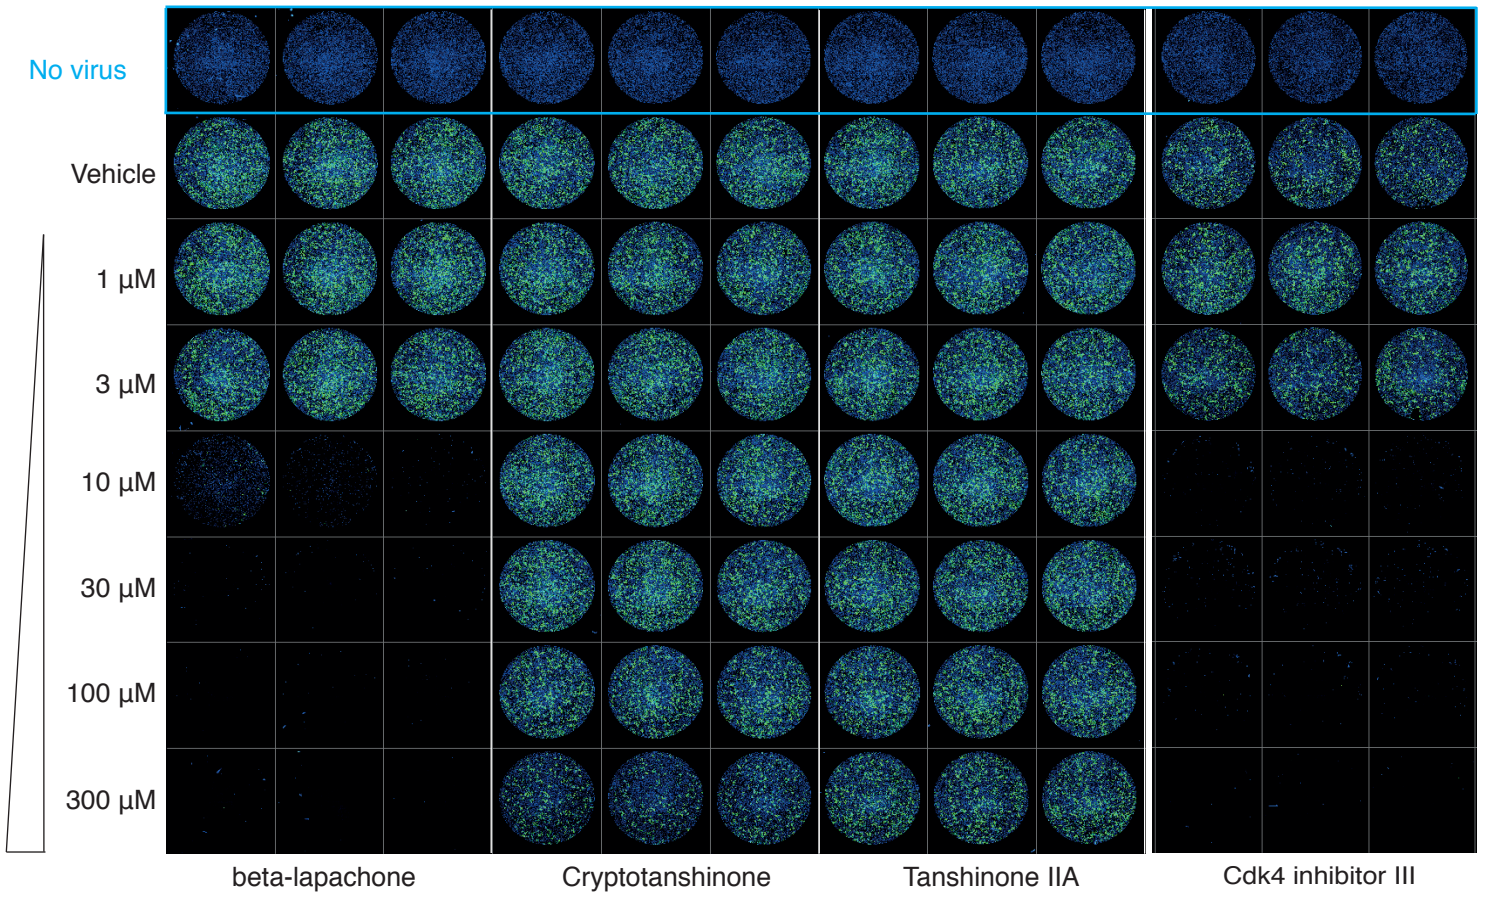 No virus
Vehicle
1 µM
3 µM
10 µM
30 µM
100 µM
300 µM
beta-lapachone Cryptotanshinone Tanshinone IIA Cdk4 inhibitor III